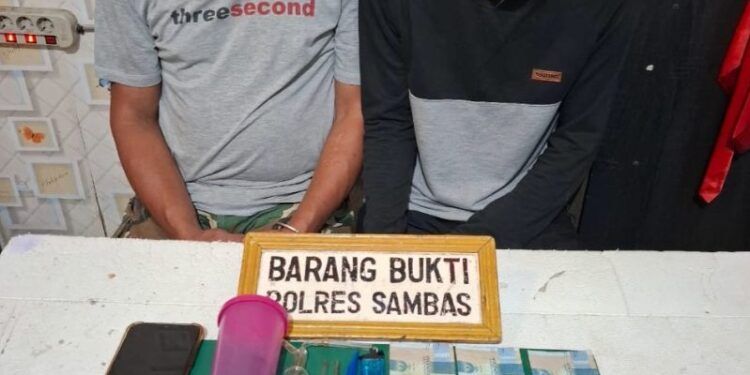 threesecond
BARANG BUKTI
POLRES SAMBAS